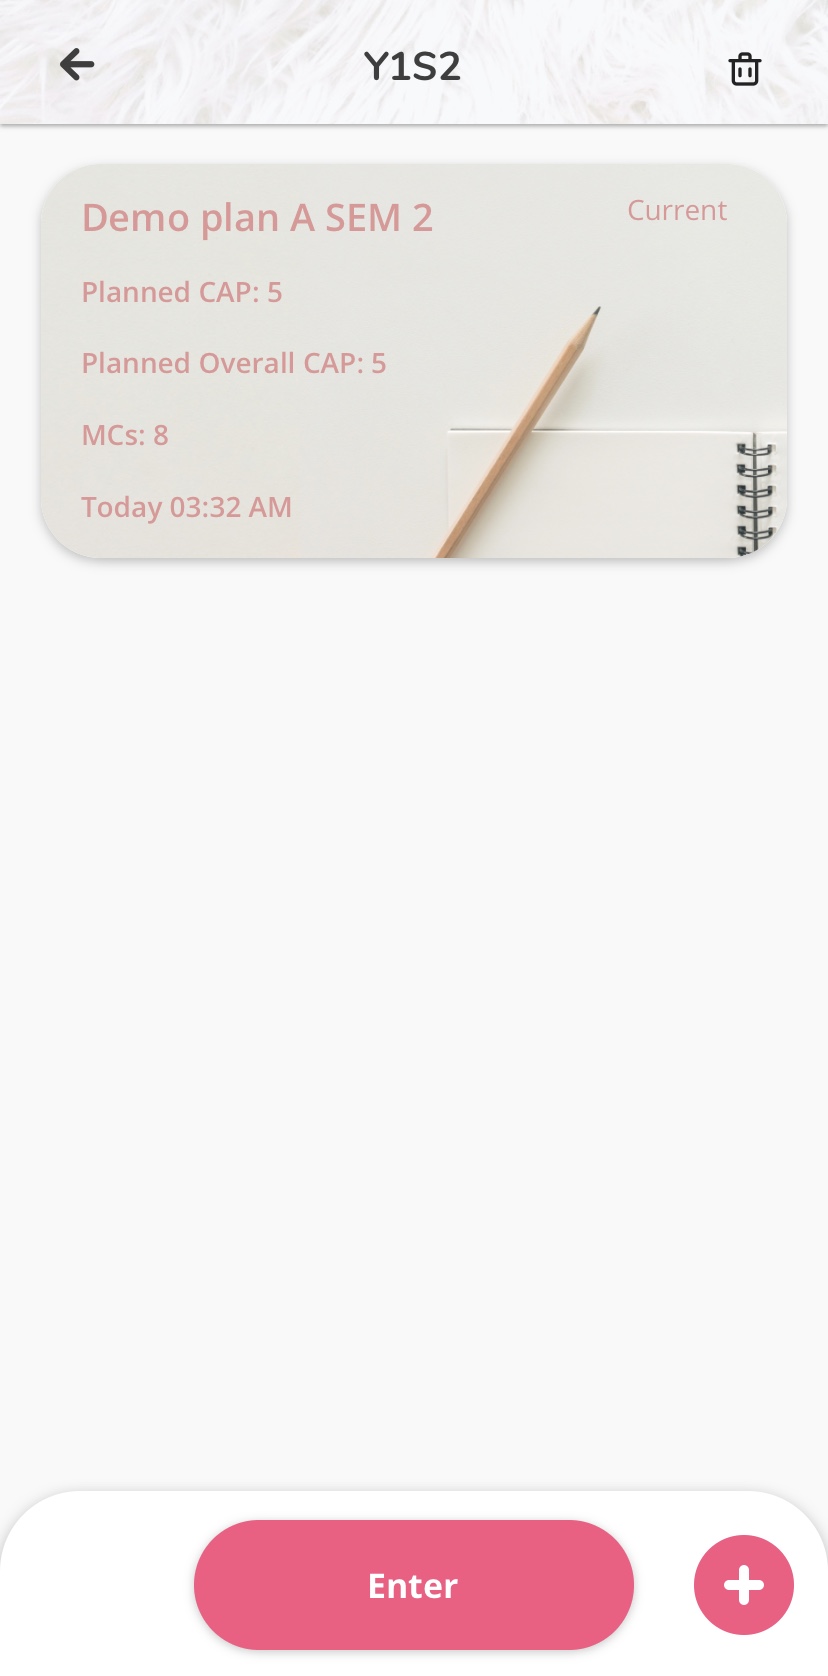 Y1S2
Demo plan A SEM 2
Current
Planned CAP: 5
Planned Overall CAP: 5
MCs: 8
Today 03:32 AM
Enter